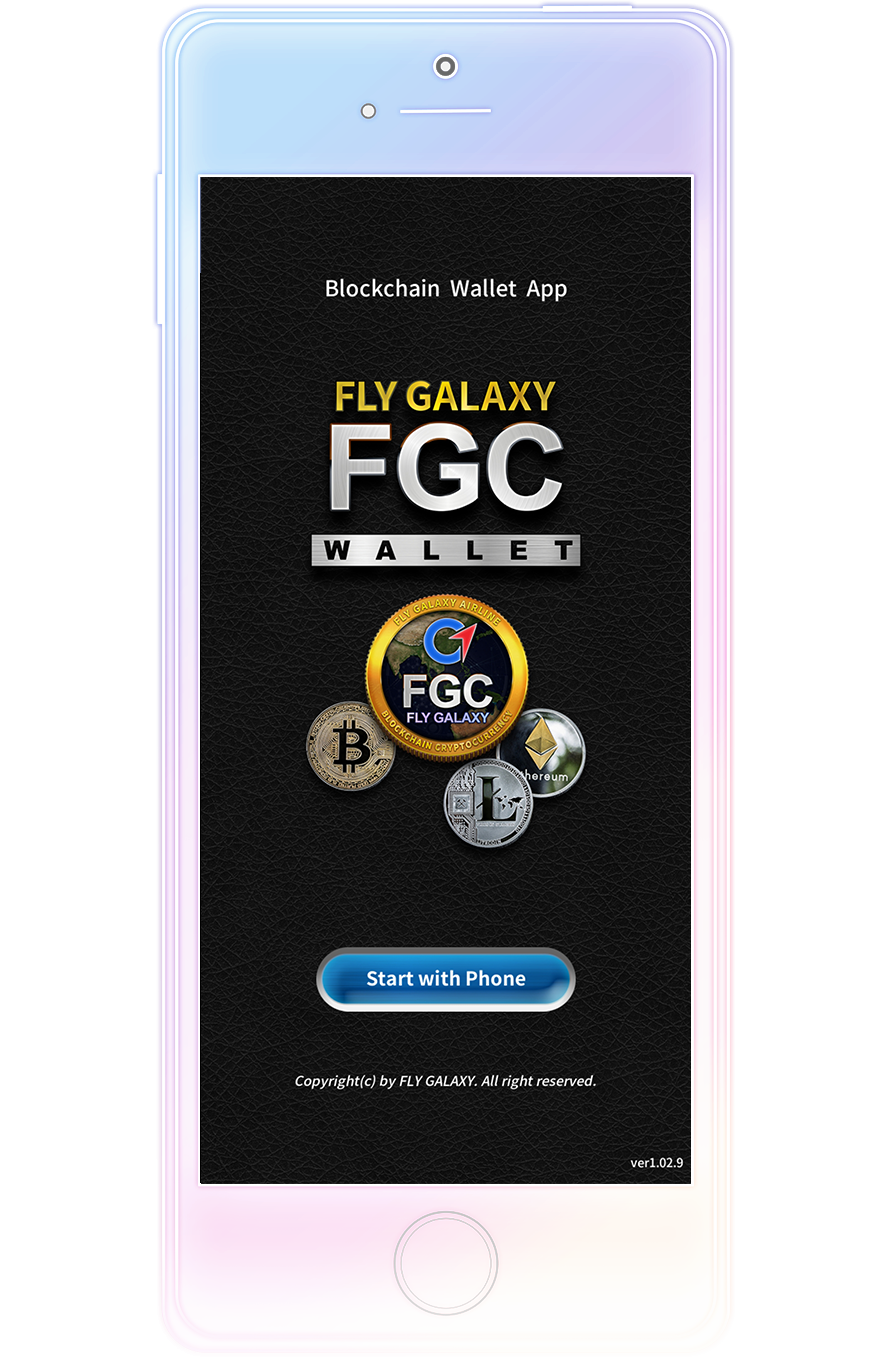 Blockchain Wallet App
FLY GALAXY
FGC
WALLET
FLY GALAXY AIRLINE
FGC
FLY GALAXY
BLOCKCHAIN CRYPTOCURRENCY
hereum
Start with Phone
Copyright(c) by FLY GALAXY. All right reserved.
ver1.02.9